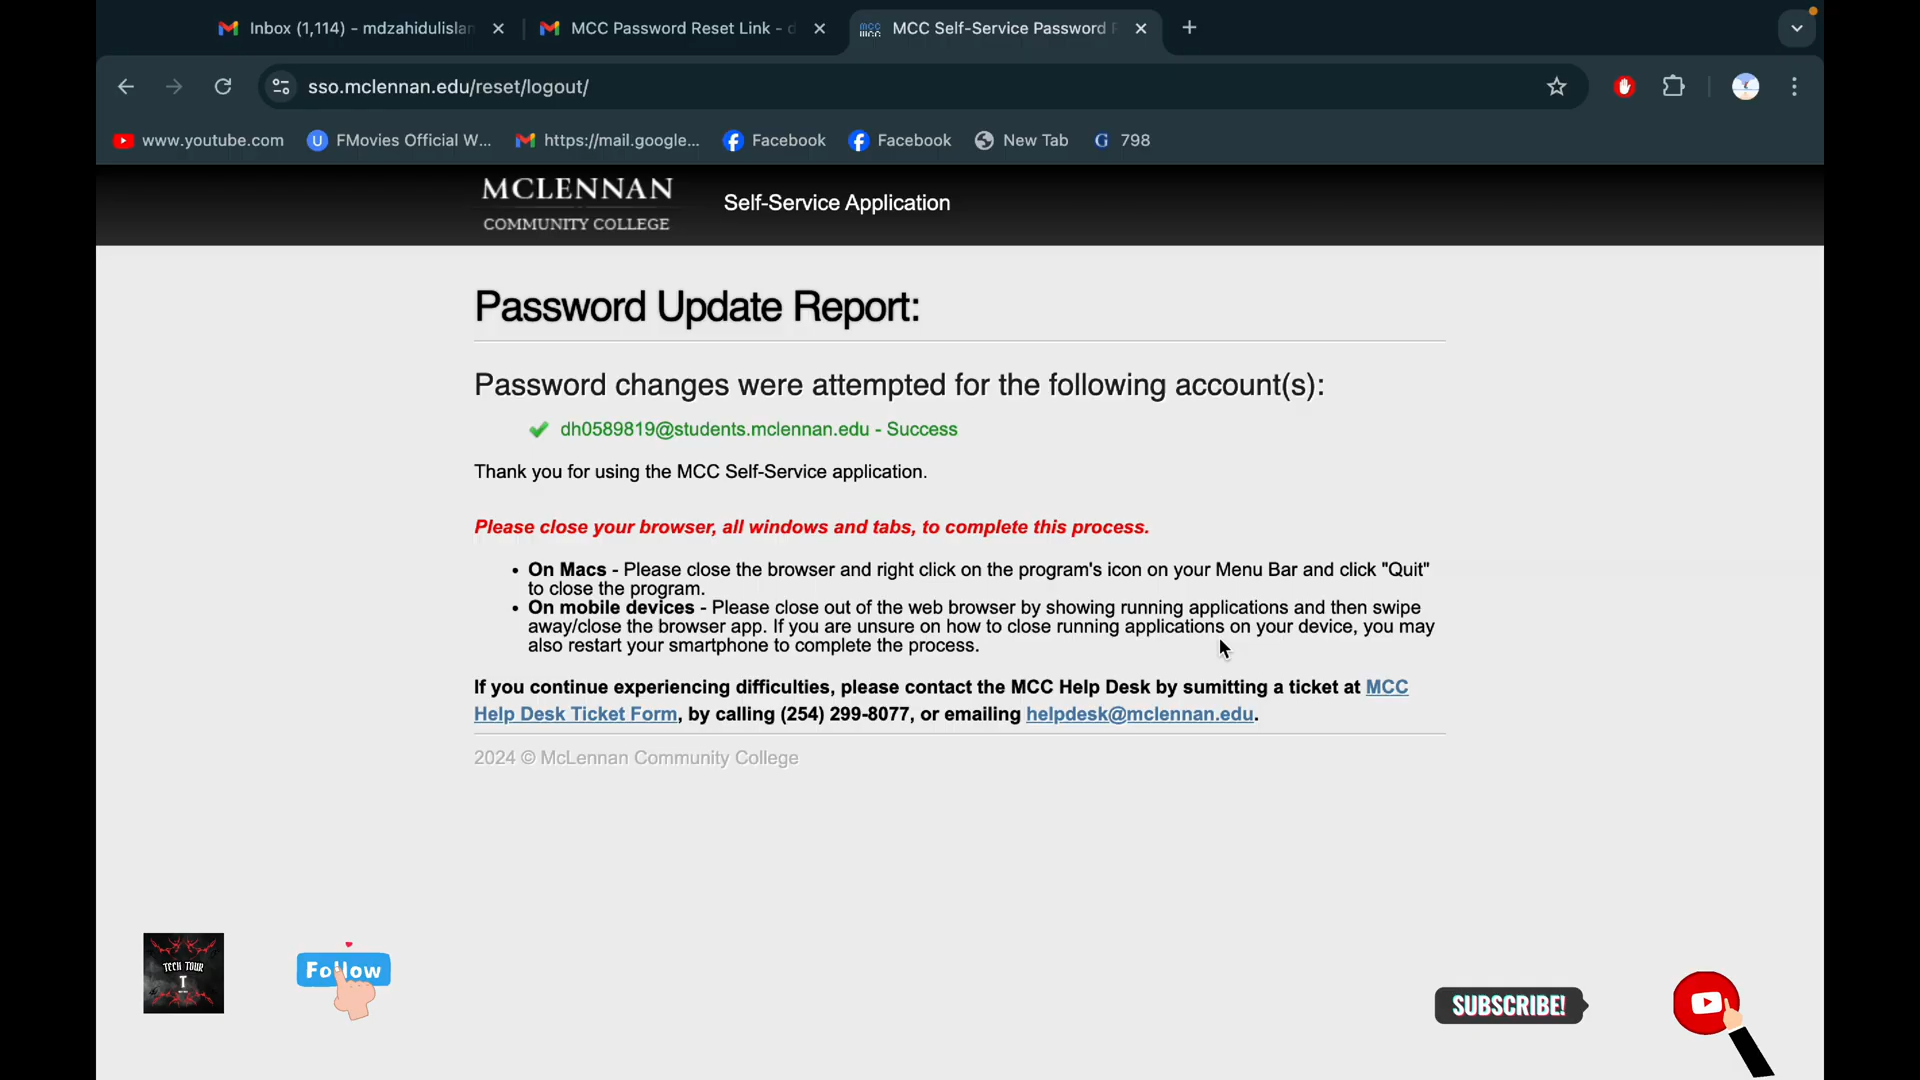 Inbox (1,114) - mdzahidulislan
MCC Password Reset Link - d
MCC Self-Service Password R
sso.mclennan.edu/reset/logout/
www.youtube.com
FMovies Official W...
https://mail.google...
Facebook
Facebook
New Tab
798
MCLENNAN
COMMUNITY COLLEGE
Self-Service Application
Password Update Report:
Password changes were attempted for the following account(s):
dh0589819@students.mclennan.edu - Success
Thank you for using the MCC Self-Service application.
Please close your browser, all windows and tabs, to complete this process.
• On Macs - Please close the browser and right click on the program's icon on your Menu Bar and click "Quit"
to close the program.
• On mobile devices - Please close out of the web browser by showing running applications and then swipe
away/close the browser app. If you are unsure on how to close running applications on your device, you may
also restart your smartphone to complete the process.
If you continue experiencing difficulties, please contact the MCC Help Desk by sumitting a ticket at MCC
Help Desk Ticket Form, by calling (254) 299-8077, or emailing helpdesk@mclennan.edu.
2024 © McLennan Community College
TECH TOUR
T
Follow
SUBSCRIBE!